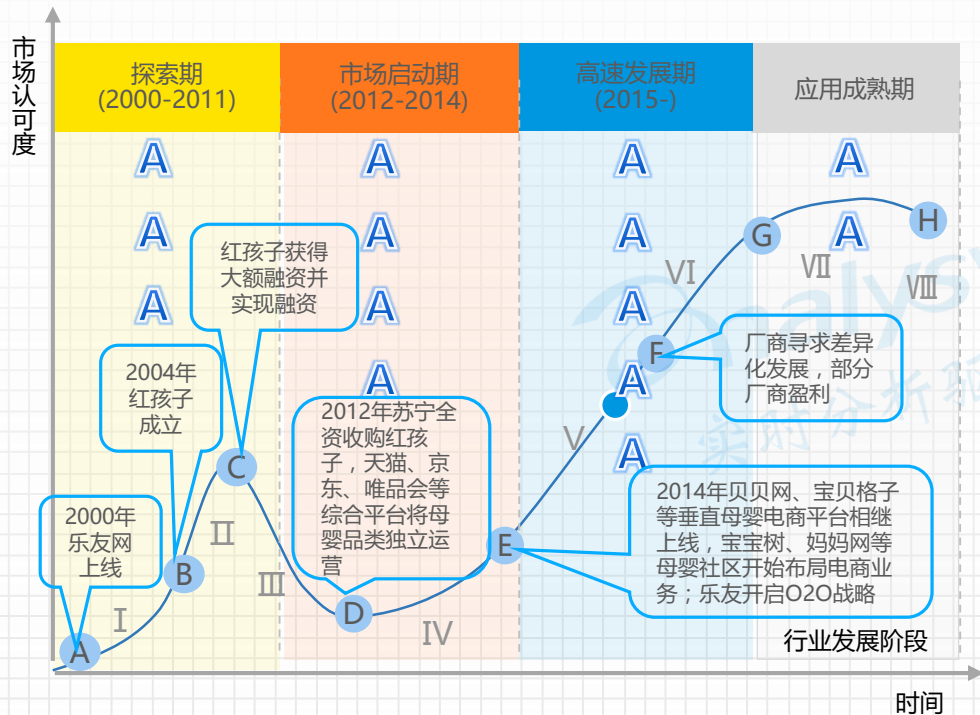 市场认可度
探索期
(2000-2011)
市场启动期
(2012-2014)
高速发展期
(2015-)
应用成熟期
A
A
A
A
A
A
A
A
A
A
A
A
A
A
红孩子获得
大额融资并
实现融资
2004年
红孩子
成立
2000年
乐友网
上线
2012年苏宁全
资收购红孩
子，天猫、京
东、唯品会等
综合平台将母
婴品类独立运
营
厂商寻求差异
化发展，部分
厂商盈利
2014年贝贝网、宝贝格子
等垂直母婴电商平台相继
上线，宝宝树、妈妈网等
母婴社区开始布局电商业
务；乐友开启O2O战略
A
B
C
D
E
F
G
H
Ⅰ
Ⅱ
Ⅲ
Ⅳ
Ⅴ
Ⅵ
Ⅶ
Ⅷ
nalys
实时分析驱
行业发展阶段
时间